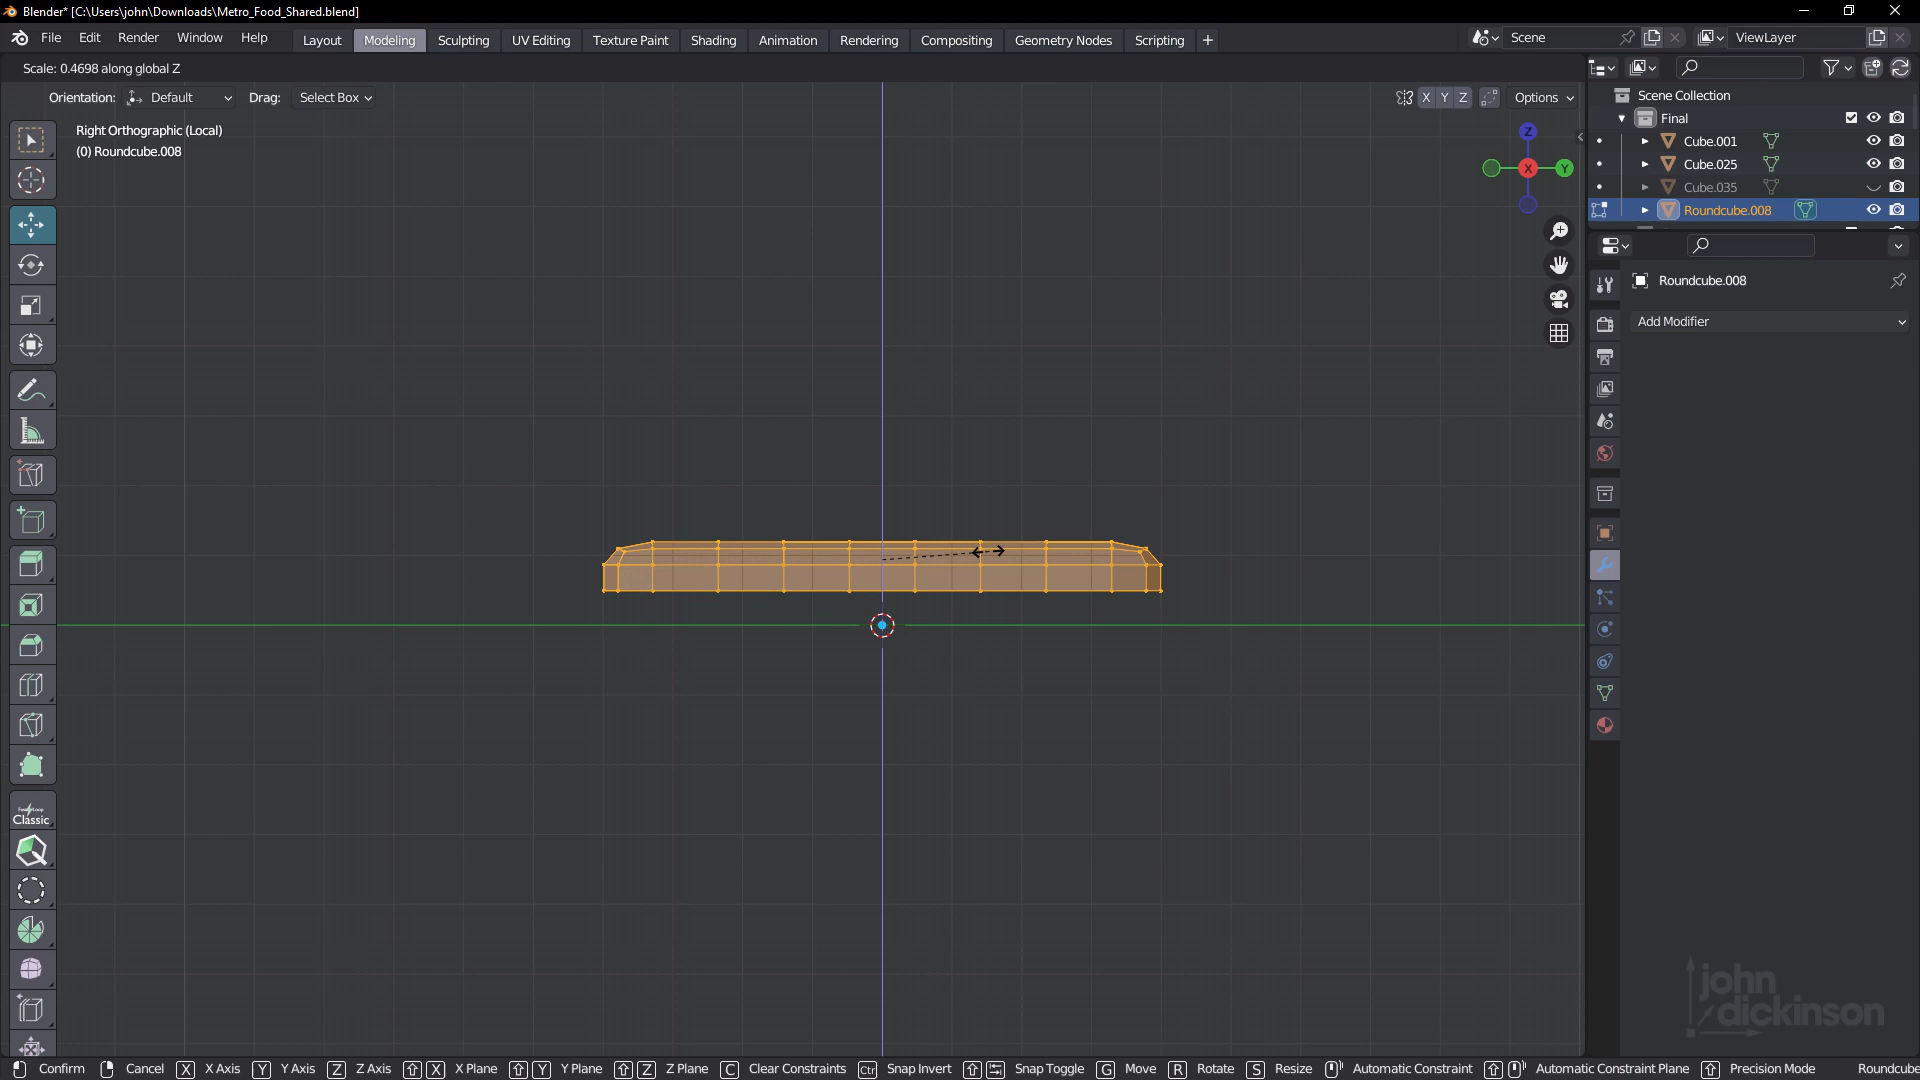 Blender* [C:\Users\john\Downloads\Metro_Food_Shared.blend]
File Edit Render Window Help Layout Modeling Sculpting UV Editing Texture Paint Shading Animation Rendering Compositing Geometry Nodes Scripting + Scene ViewLayer
Scale: 0.4698 along global Z
Orientation: Default Drag: Select Box X Y Z Options
Right Orthographic (Local)
(0) Roundcube.008
Z
X
Y
Scene Collection
Final
Cube.001
Cube.025
Cube.035
Roundcube.008
Roundcube.008
Add Modifier
Classic
john
dickinson
Confirm Cancel X X Axis Y Y Axis Z Z Axis X X Plane Y Y Plane Z Z Plane C Clear Constraints Ctrl Snap Invert Snap Toggle G Move R Rotate S Resize Automatic Constraint Automatic Constraint Plane Precision Mode Roundcube